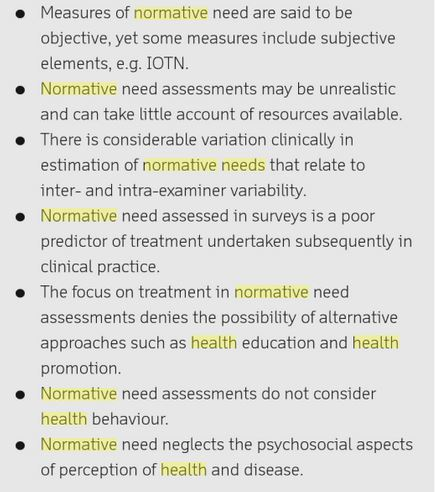 ● Measures of normative need are said to be
objective, yet some measures include subjective
elements, e.g. IOTN.
● Normative need assessments may be unrealistic
and can take little account of resources available.
● There is considerable variation clinically in
estimation of normative needs that relate to
inter- and intra-examiner variability.
● Normative need assessed in surveys is a poor
predictor of treatment undertaken subsequently in
clinical practice.
● The focus on treatment in normative need
assessments denies the possibility of alternative
approaches such as health education and health
promotion.
● Normative need assessments do not consider
health behaviour.
● Normative need neglects the psychosocial aspects
of perception of health and disease.